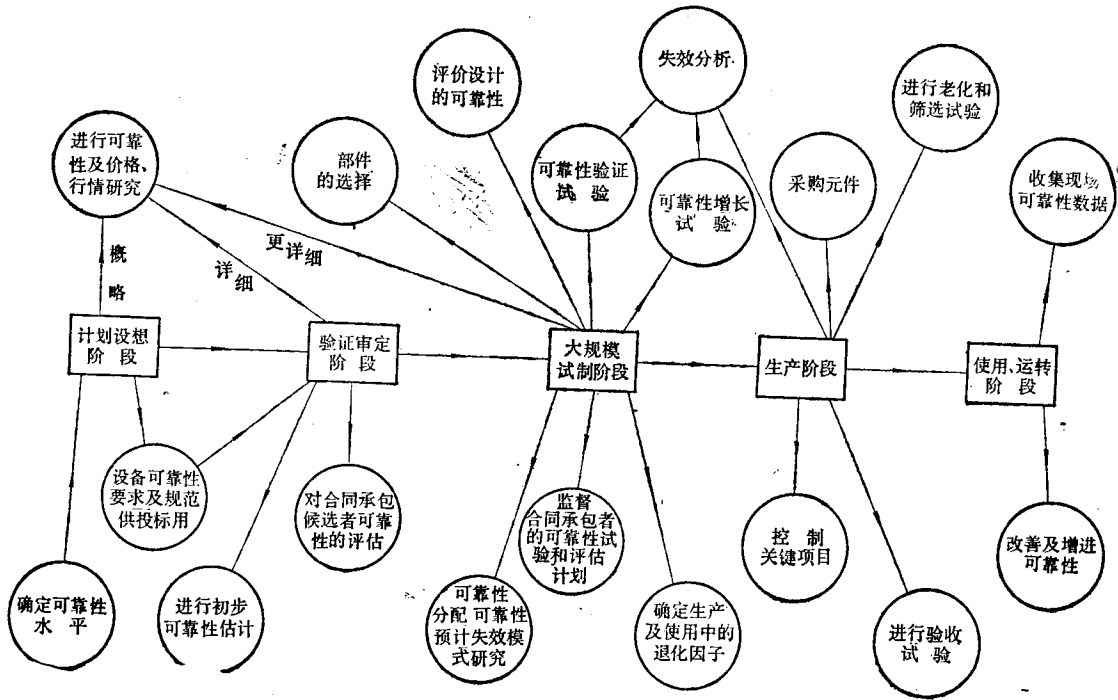 评价设计
的可靠性
失效分析
进行老化和
筛选试验
进行可靠
性及价格、
行情研究
部件
的选择
可靠性验证
试验
可靠性增长
试验
采购元件
收集现场
可靠性数据
概
略
详细
更详细
计划设想
阶段
验证审定
阶段
大规模
试制阶段
生产阶段
使用、运转
阶段
设备可靠性
要求及规范
供投标用
对合同承包
候选者可靠
性的评估
监督
合同承包者
的可靠性试
验和评估
计划
控制
关键项目
改善及增进
可靠性
确定可靠性
水平
进行初步
可靠性估计
可靠性
分配可靠性
预计失效模
式研究
确定生产
及使用中的
退化因子
进行验收
试验